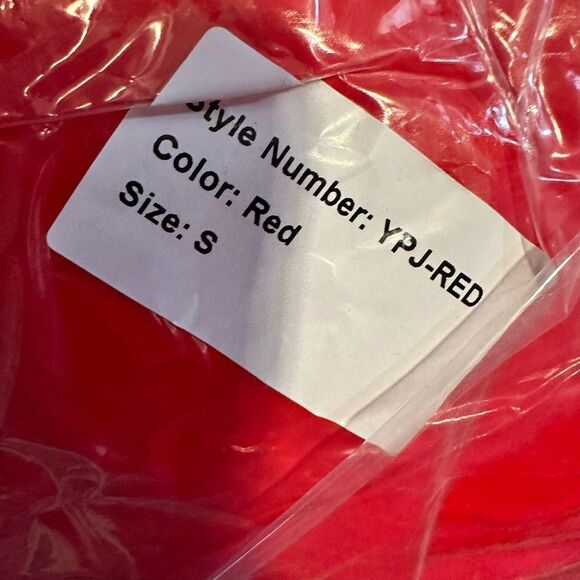 Style Number: YPJ-RED
Color: Red
Size: S